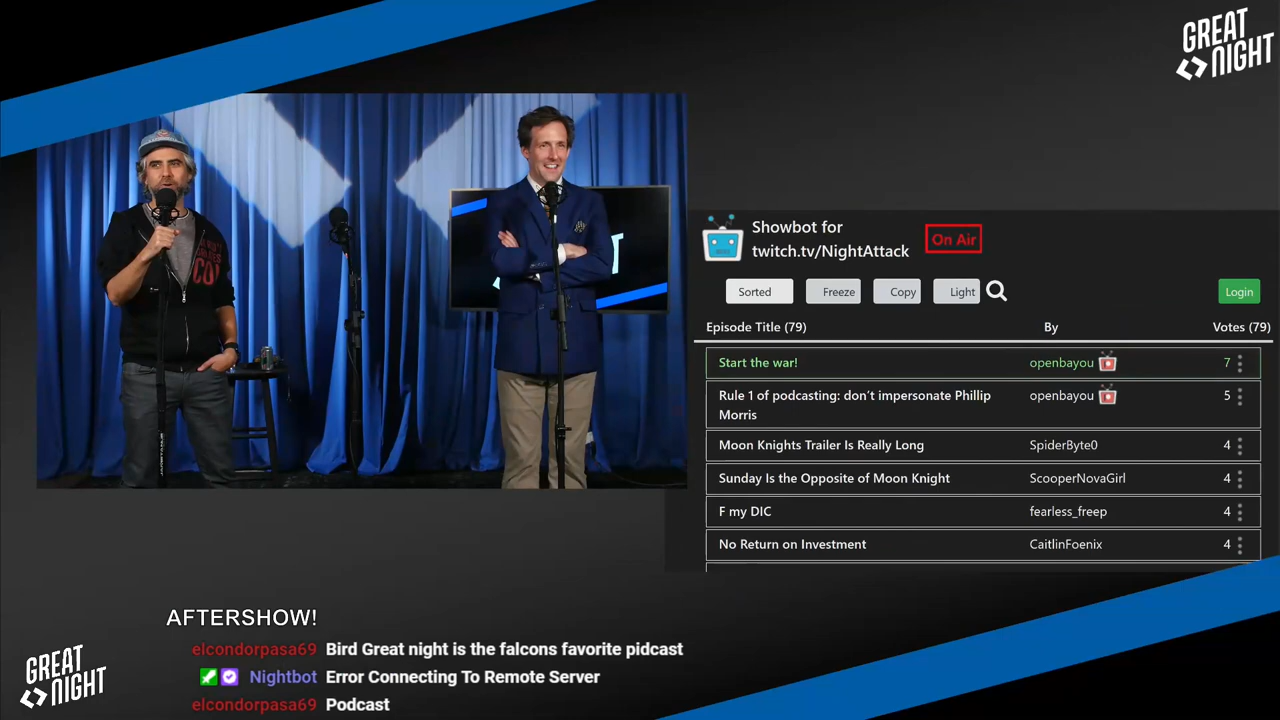 GREAT
NIGHT
Showbot for
twitch.tv/NightAttack
On Air
Sorted
Freeze
Copy
Light
Login
Episode Title (79)
By
Votes (79)
Start the war!
openbayou
7
Rule 1 of podcasting: don't impersonate Phillip
Morris
openbayou
5
Moon Knights Trailer Is Really Long
SpiderByte0
4
Sunday Is the Opposite of Moon Knight
ScooperNovaGirl
4
F my DIC
fearless_freep
4
No Return on Investment
CaitlinFoenix
4
AFTERSHOW!
elcondorpasa69 Bird Great night is the falcons favorite pidcast
Nightbot Error Connecting To Remote Server
elcondorpasa69 Podcast
GREAT
NIGHT